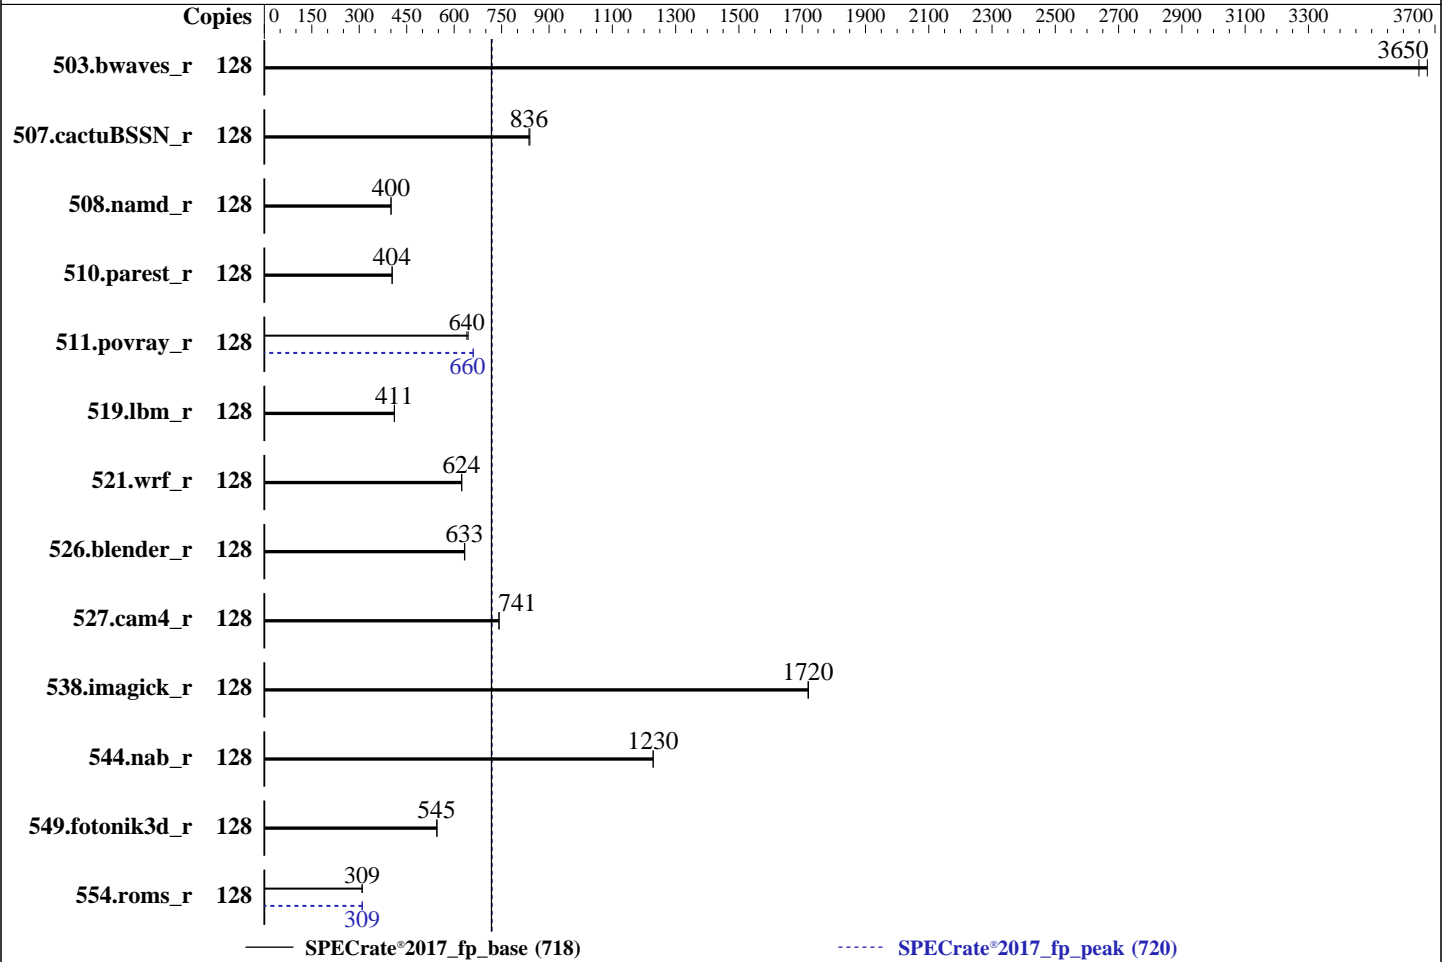 Copies 0 150 300 450 600 750 900 1100 1300 1500 1700 1900 2100 2300 2500 2700 2900 3100 3300 3700
503.bwaves_r 128 3650
507.cactuBSSN_r 128 836
508.namd_r 128 400
510.parest_r 128 404
511.povray_r 128 640
660
519.lbm_r 128 411
521.wrf_r 128 624
526.blender_r 128 633
527.cam4_r 128 741
538.imagick_r 128 1720
544.nab_r 128 1230
549.fotonik3d_r 128 545
554.roms_r 128 309
309
SPECrate®2017_fp_base (718) SPECrate®2017_fp_peak (720)